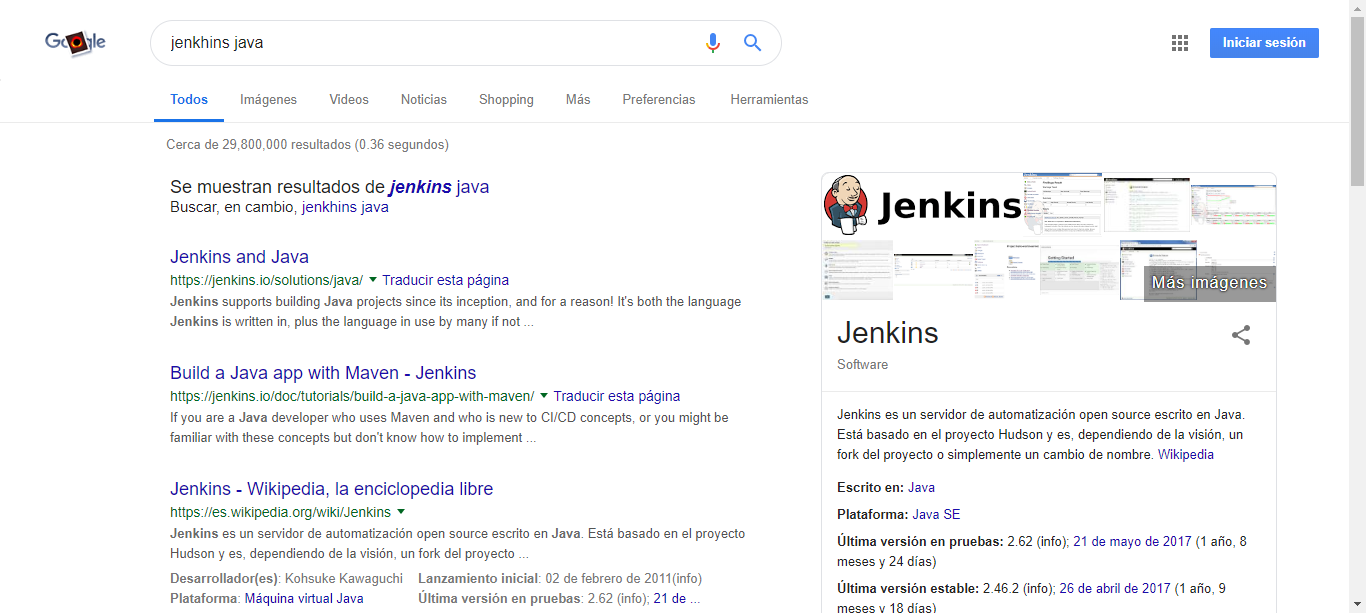 Google
jenkhins java
Iniciar sesión
Todos Imágenes Videos Noticias Shopping Más Preferencias Herramientas
Cerca de 29,800,000 resultados (0.36 segundos)
Se muestran resultados de jenkins java
Buscar, en cambio, jenkhins java
Jenkins and Java
https://jenkins.io/solutions/java/ Traducir esta página
Jenkins supports building Java projects since its inception, and for a reason! It's both the language
Jenkins is written in, plus the language in use by many if not ...
Build a Java app with Maven - Jenkins
https://jenkins.io/doc/tutorials/build-a-java-app-with-maven/ Traducir esta página
If you are a Java developer who uses Maven and who is new to CI/CD concepts, or you might be
familiar with these concepts but don't know how to implement ...
Jenkins - Wikipedia, la enciclopedia libre
https://es.wikipedia.org/wiki/Jenkins
Jenkins es un servidor de automatización open source escrito en Java. Está basado en el proyecto
Hudson y es, dependiendo de la visión, un fork del proyecto ...
Desarrollador(es): Kohsuke Kawaguchi Lanzamiento inicial: 02 de febrero de 2011(info)
Plataforma: Máquina virtual Java Última versión en pruebas: 2.62 (info); 21 de ...
Jenkins
Más imágenes
Jenkins
Software
Jenkins es un servidor de automatización open source escrito en Java.
Está basado en el proyecto Hudson y es, dependiendo de la visión, un
fork del proyecto o simplemente un cambio de nombre. Wikipedia
Escrito en: Java
Plataforma: Java SE
Última versión en pruebas: 2.62 (info); 21 de mayo de 2017 (1 año, 8
meses y 24 días)
Última versión estable: 2.46.2 (info); 26 de abril de 2017 (1 año, 9
meses y 18 días)